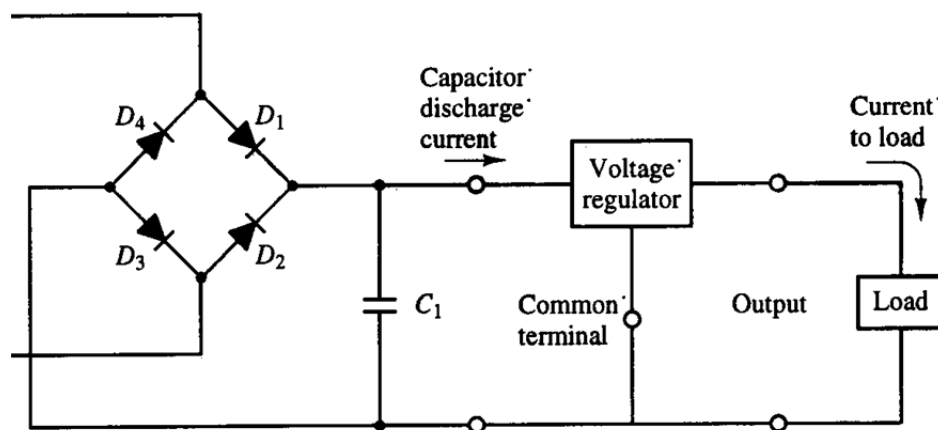 Capacitor
discharge
current
Current
to load
D4
D1
Voltage
regulator
D3
D2
C1
Common
terminal
Output
Load